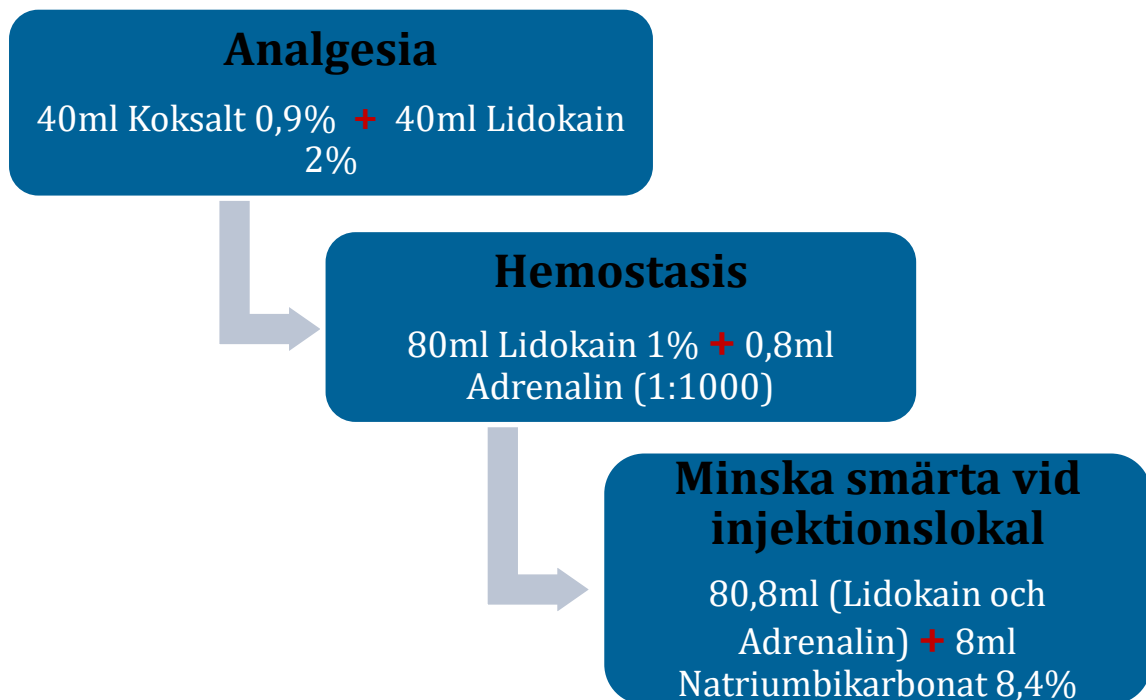 Analgesia
40ml Koksalt 0,9% + 40ml Lidokain
2%
Hemostasis
80ml Lidokain 1% + 0,8ml
Adrenalin (1:1000)
Minska smärta vid
injektionslokal
80,8ml (Lidokain och
Adrenalin) + 8ml
Natriumbikarbonat 8,4%